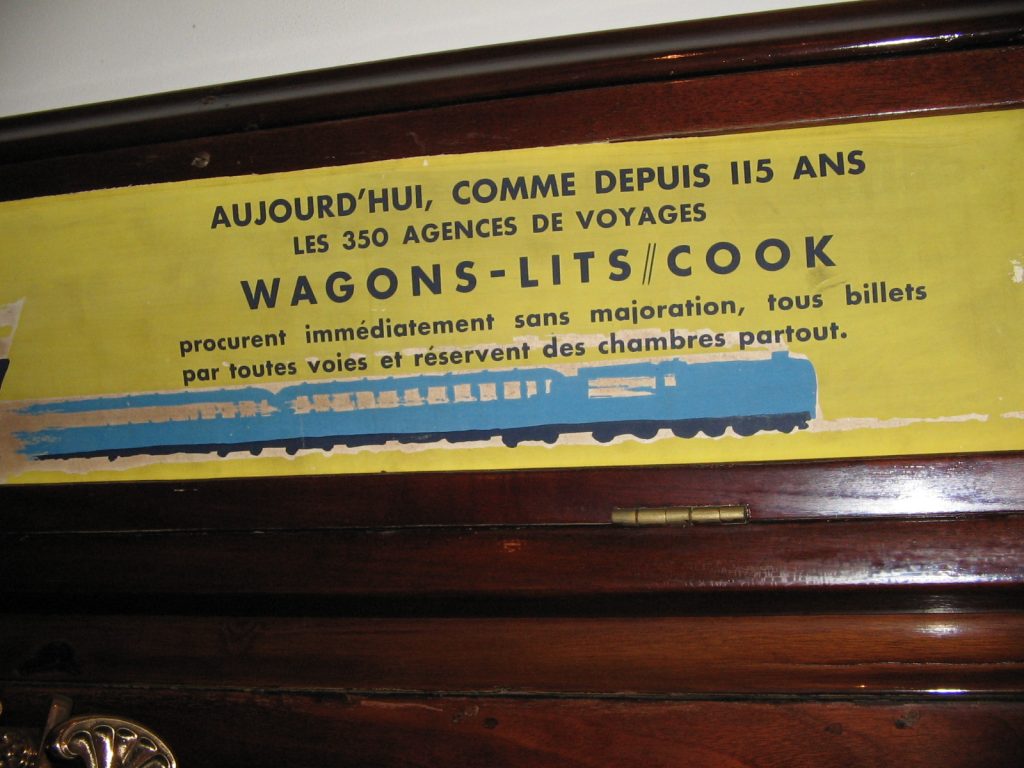 AUJOURD'HUI, COMME DEPUIS 115 ANS
LES 350 AGENCES DE VOYAGES
WAGONS-LITS//COOK
procurent immédiatement sans majoration, tous billets
par toutes voies et réservent des chambres partout.